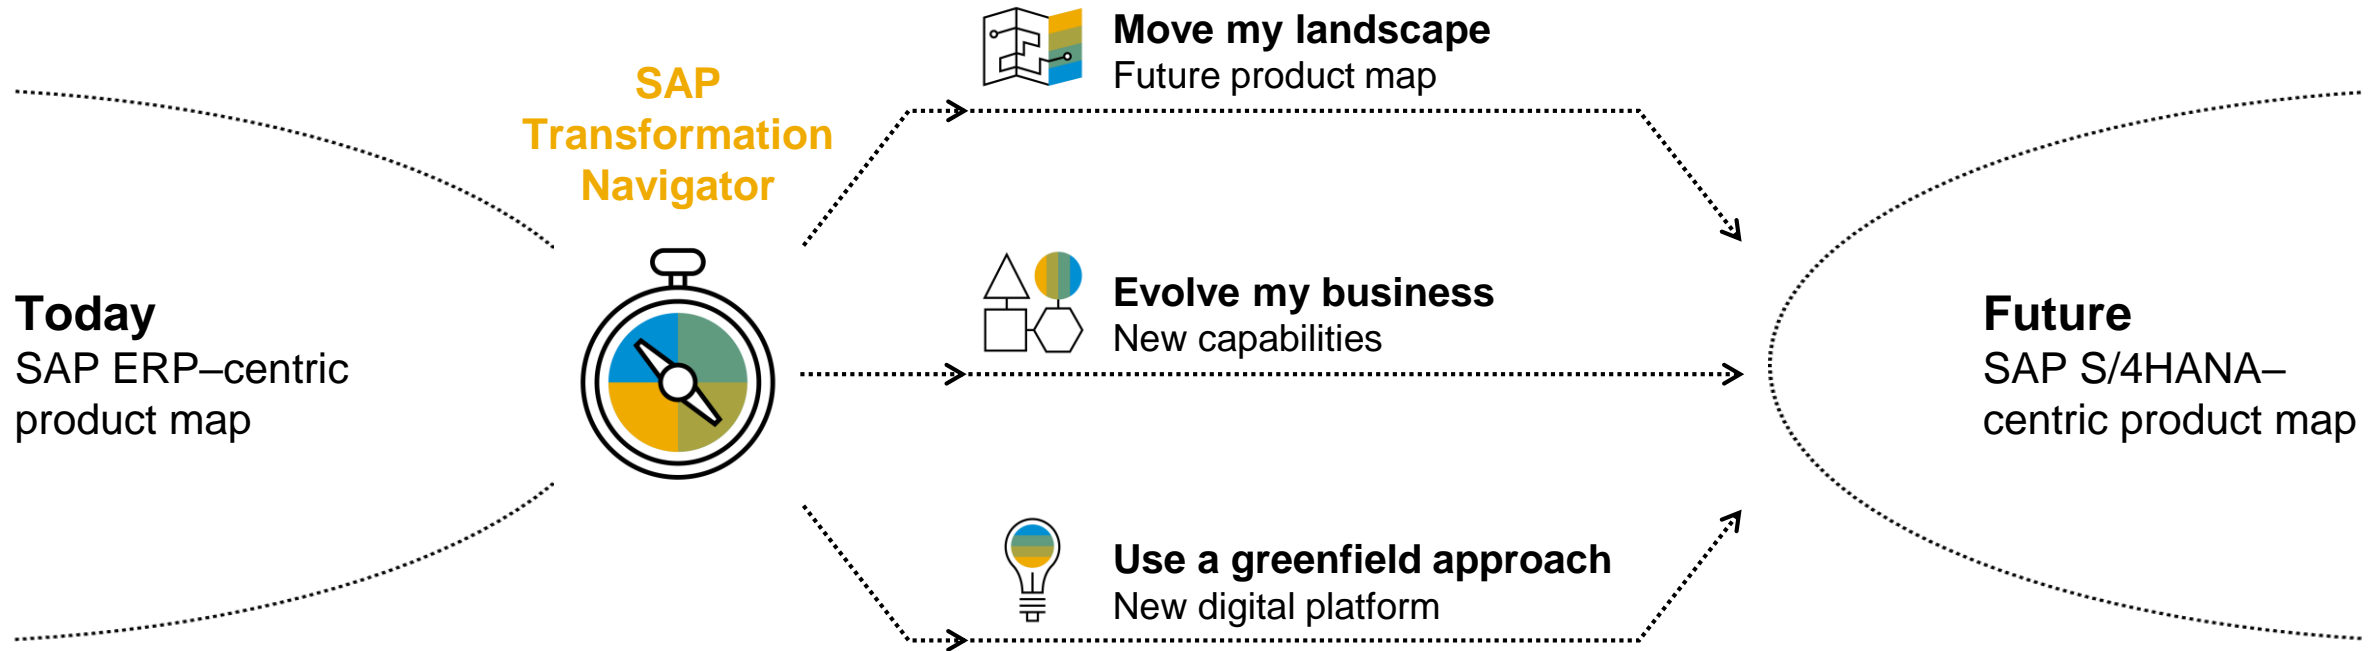 Today
SAP ERP–centric
product map
SAP
Transformation
Navigator
Move my landscape
Future product map
Evolve my business
New capabilities
Use a greenfield approach
New digital platform
Future
SAP S/4HANA–
centric product map